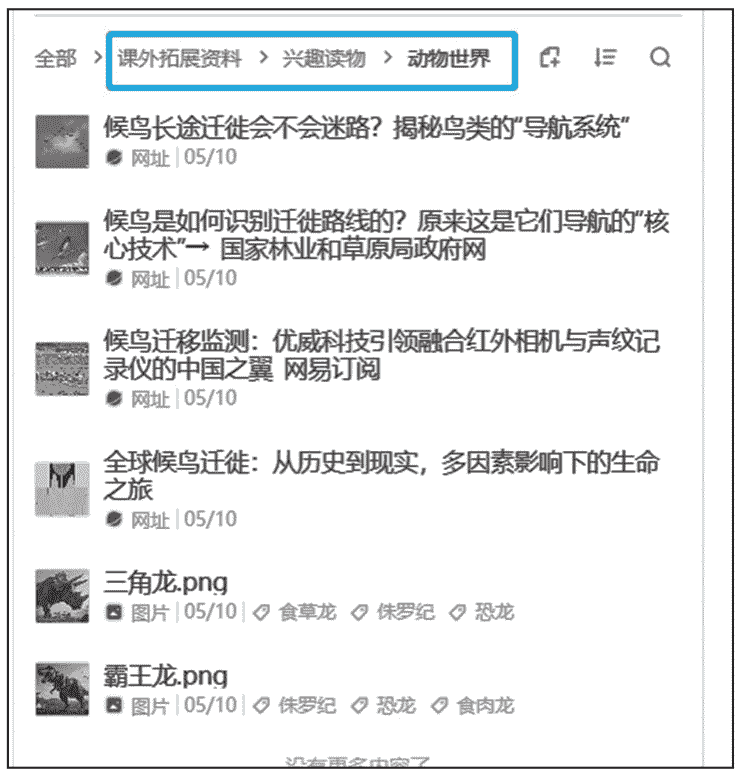 全部 > 课外拓展资料 > 兴趣读物 > 动物世界
候鸟长途迁徙会不会迷路？揭秘鸟类的“导航系统”
网址 | 05/10
候鸟是如何识别迁徙路线的？原来这是它们导航的“核
心技术”→ 国家林业和草原局政府网
网址 | 05/10
候鸟迁移监测：优威科技引领融合红外相机与声纹记
录仪的中国之翼 网易订阅
网址 | 05/10
全球候鸟迁徙：从历史到现实，多因素影响下的生命
之旅
网址 | 05/10
三角龙.png
图片 | 05/10 | 食草龙 侏罗纪 恐龙
霸王龙.png
图片 | 05/10 | 侏罗纪 恐龙 食肉龙
没有更多内容了